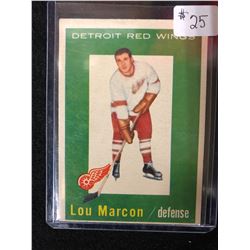 # 25
DETROIT RED WINGS
Lou Marcon / defense